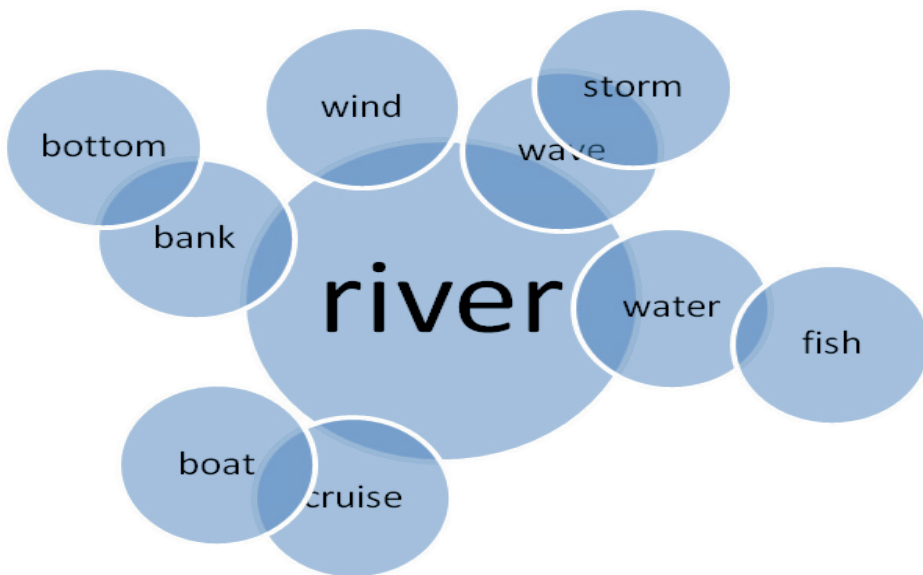 storm
wind
bottom
wave
bank
river
water
fish
boat
cruise